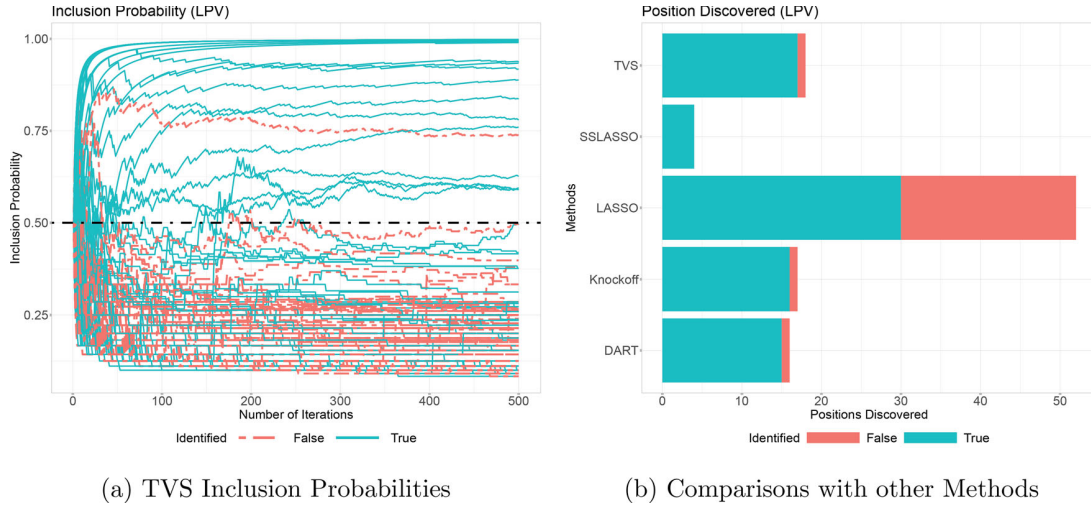 Inclusion Probability (LPV)
Inclusion Probability
1.00
0.75
0.50
0.25
0
100
200
300
400
500
Number of Iterations
Identified False True
(a) TVS Inclusion Probabilities
Position Discovered (LPV)
Methods
TVS
SSLASSO
LASSO
Knockoff
DART
0
10
20
30
40
50
Positions Discovered
Identified False True
(b) Comparisons with other Methods